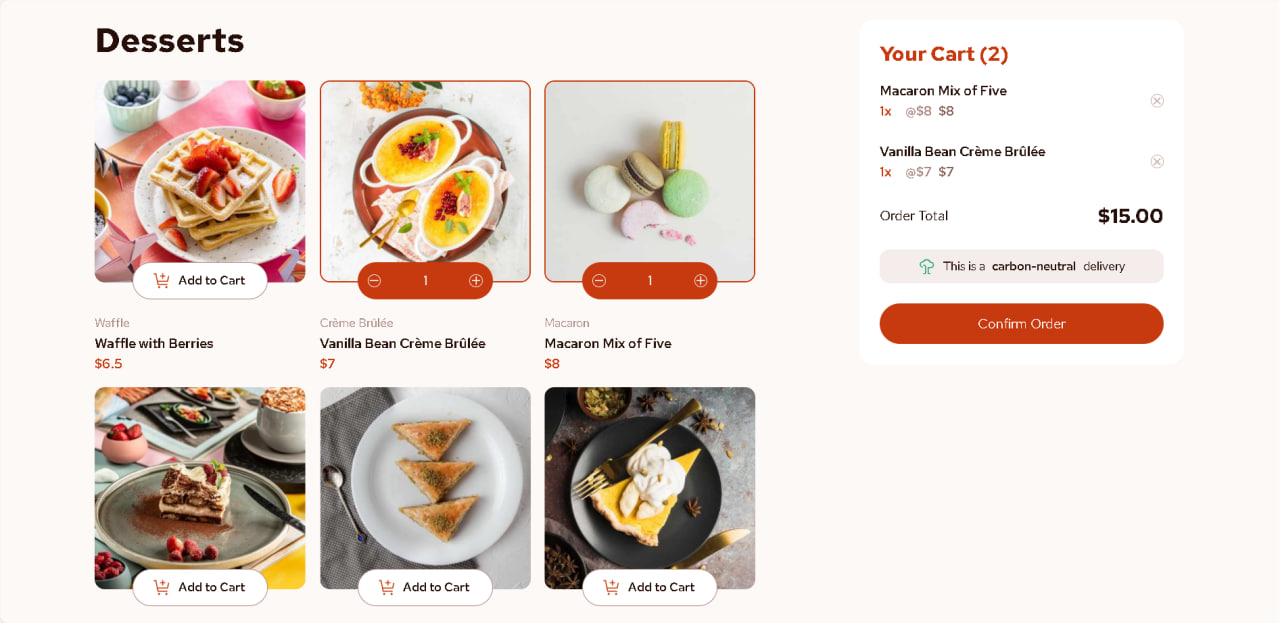 Desserts
Add to Cart
1
1
Waffle
Waffle with Berries
$6.5
Crème Brûlée
Vanilla Bean Crème Brûlée
$7
Macaron
Macaron Mix of Five
$8
Add to Cart
Add to Cart
Add to Cart
Your Cart (2)
Macaron Mix of Five
1x @$8 $8
Vanilla Bean Crème Brûlée
1x @$7 $7
Order Total $15.00
This is a carbon-neutral delivery
Confirm Order